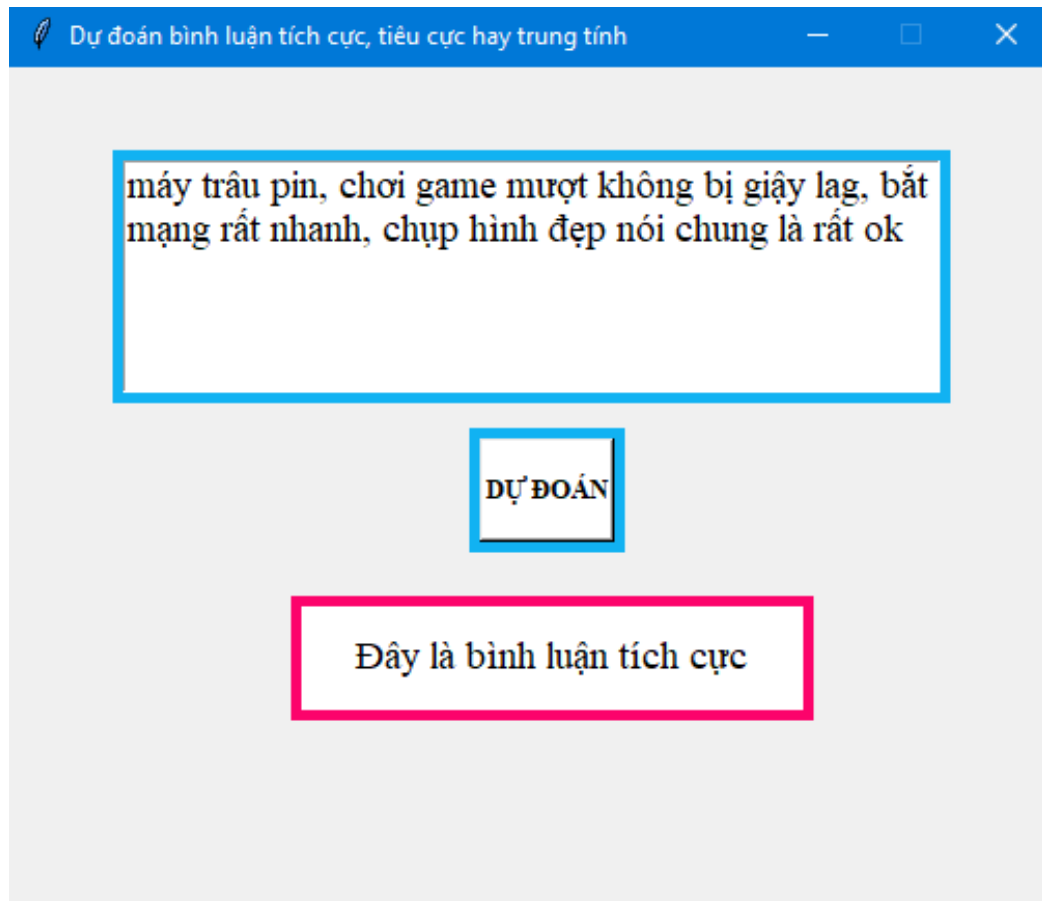 Dự đoán bình luận tích cực, tiêu cực hay trung tính
máy trâu pin, chơi game mượt không bị giậy lag, bắt
mạng rất nhanh, chụp hình đẹp nói chung là rất ok
DỰ ĐOÁN
Đây là bình luận tích cực